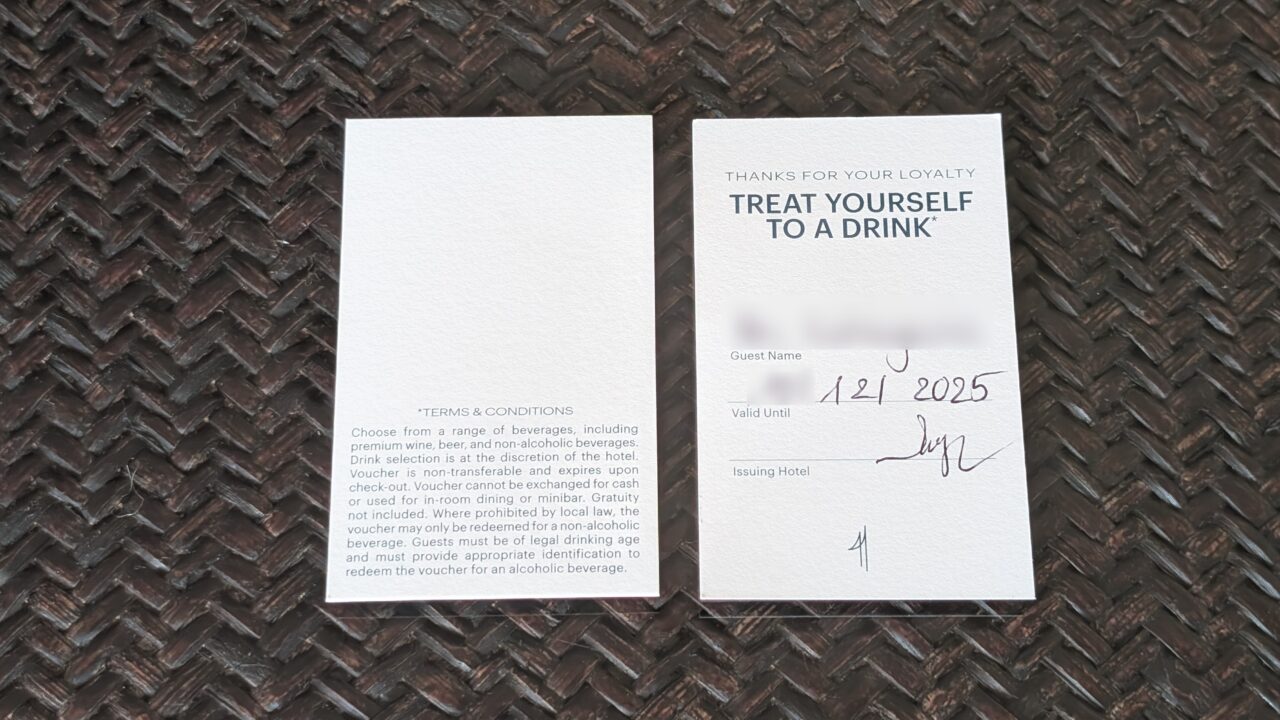 *TERMS & CONDITIONS
Choose from a range of beverages, including
premium wine, beer, and non-alcoholic beverages.
Drink selection is at the discretion of the hotel.
Voucher is non-transferable and expires upon
check-out. Voucher cannot be exchanged for cash
or used for in-room dining or minibar. Gratuity
not included. Where prohibited by local law, the
voucher may only be redeemed for a non-alcoholic
beverage. Guests must be of legal drinking age
and must provide appropriate identification to
redeem the voucher for an alcoholic beverage.
THANKS FOR YOUR LOYALTY
TREAT YOURSELF
TO A DRINK*
Guest Name
2025
Valid Until
Issuing Hotel